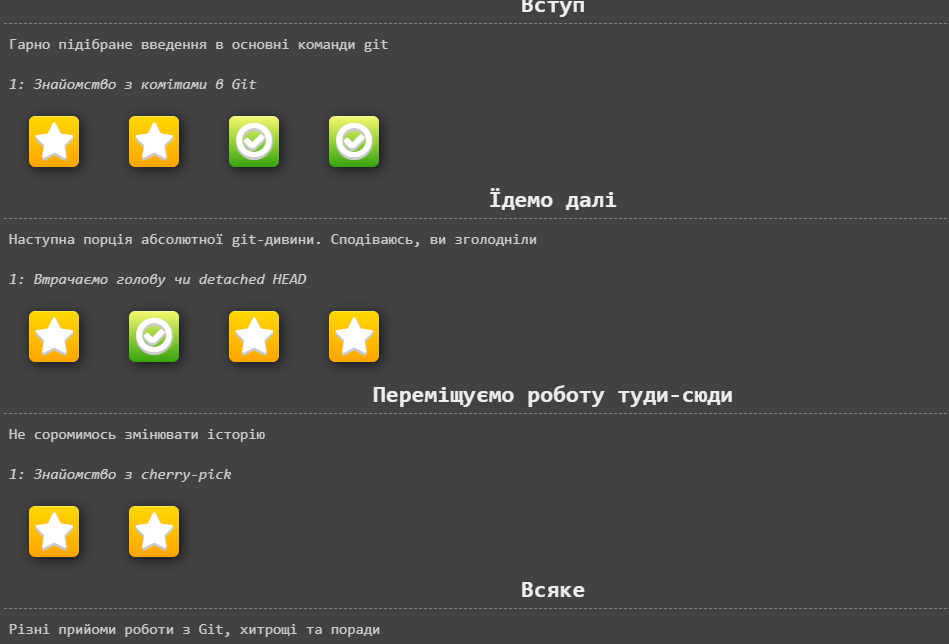 Вступ
Гарно підібране введення в основні команди git
1: Знайомство з комітами в Git
Їдемо далі
Наступна порція абсолютної git-дивини. Сподіваюсь, ви зголодніли
1: Втрачаємо голову чи detached HEAD
Переміщуємо роботу туди-сюди
Не соромимось змінювати історію
1: Знайомство з cherry-pick
Всяке
Різні прийоми роботи з Git, хитрощі та поради